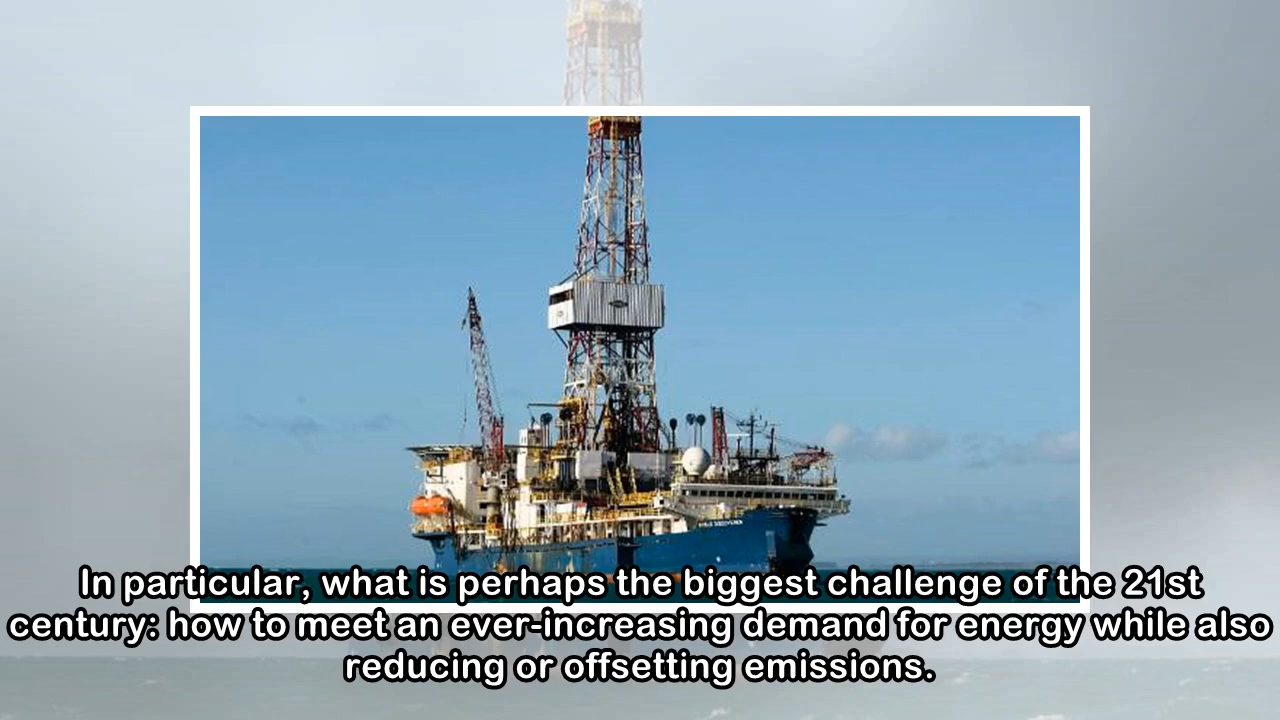 In particular, what is perhaps the biggest challenge of the 21st
century: how to meet an ever-increasing demand for energy while also
reducing or offsetting emissions.